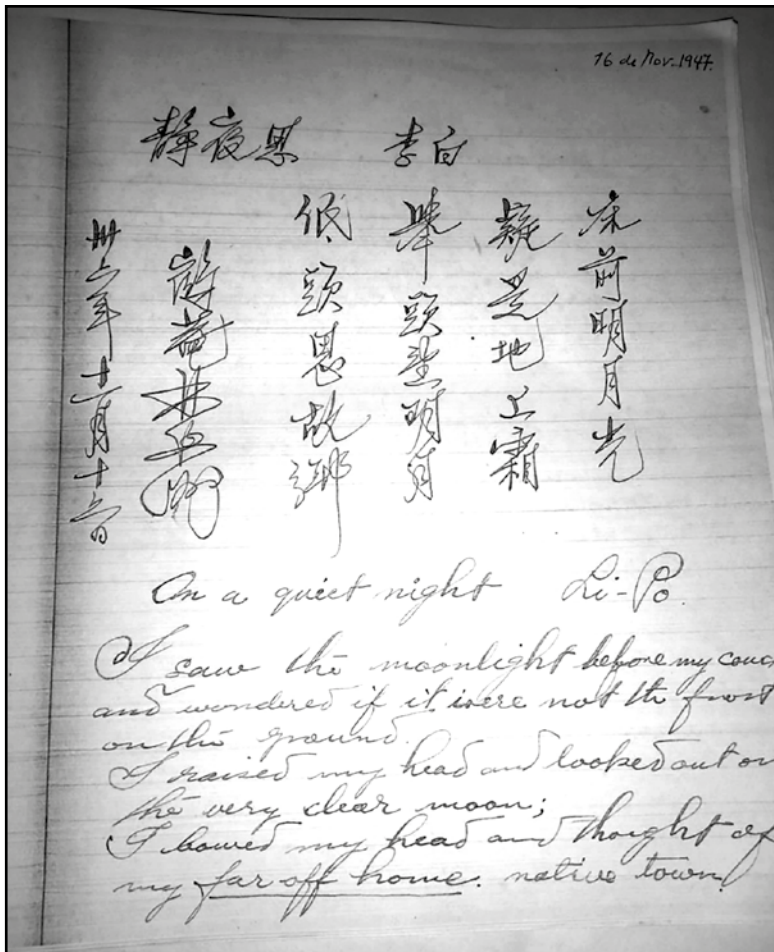 16 de Nov. 1947.
靜夜思 李白
床前明月光
疑是地上霜
舉頭望明月
低頭思故鄉
林
卅六年十一月十六日
On a quiet night Li-Po.
I saw the moonlight before my couc
and wondered if it were not the frost
on the ground.
I raised my head and looked out on
the very clear moon;
I bowed my head and thoght of
my far off home. native town